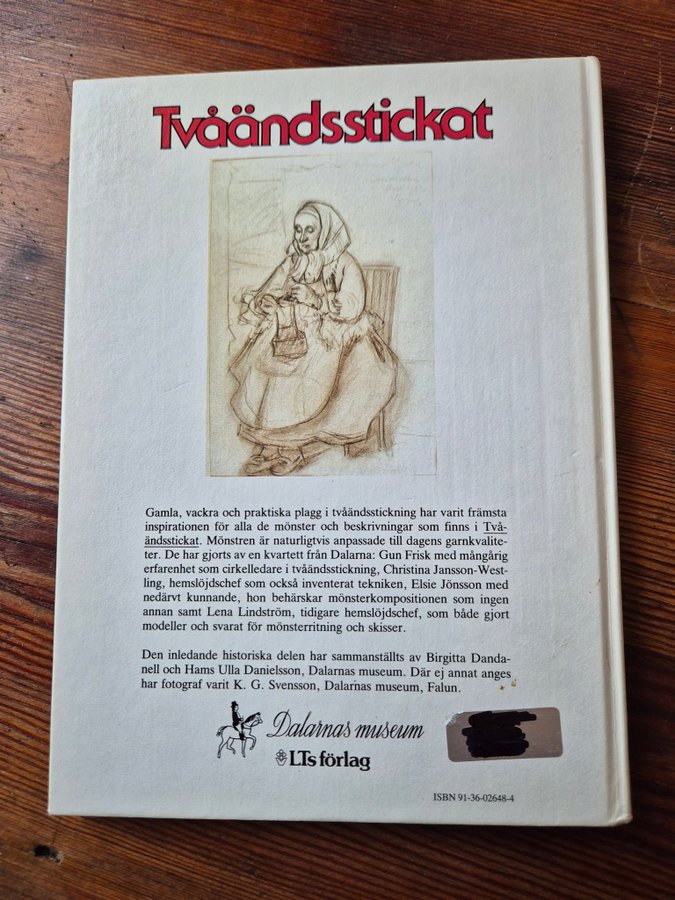 Tvåändsstickat
Gamla, vackra och praktiska plagg i tvåändsstickning har varit främsta
inspirationen för alla de mönster och beskrivningar som finns i Två-
ändsstickat. Mönstren är naturligtvis anpassade till dagens garnkvalite-
ter. De har gjorts av en kvartett från Dalarna: Gun Frisk med mångårig
erfarenhet som cirkelledare i tvåändsstickning, Christina Jansson-West-
ling, hemslöjdschef som också inventerat tekniken, Elsie Jönsson med
nedärvt kunnande, hon behärskar mönsterkompositionen som ingen
annan samt Lena Lindström, tidigare hemslöjdschef, som både gjort
modeller och svarat för mönsterritning och skisser.
Den inledande historiska delen har sammanställts av Birgitta Danda-
nell och Hams Ulla Danielsson, Dalarnas museum. Där ej annat anges
har fotograf varit K. G. Svensson, Dalarnas museum, Falun.
Dalarnas museum
LTs förlag
ISBN 91-36-02648-4